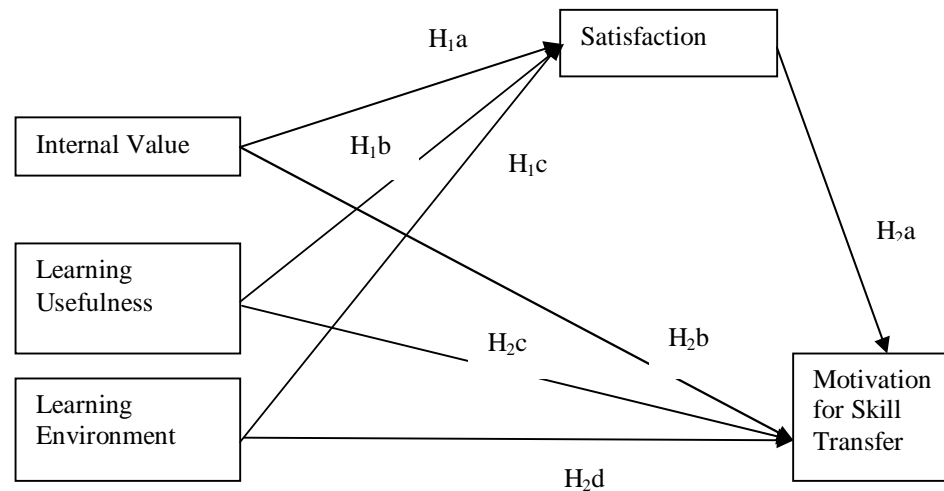 H₁a
Satisfaction
Internal Value
H₁b
H₁c
H₂a
Learning
Usefulness
H₂c
H₂b
Motivation
for Skill
Transfer
Learning
Environment
H₂d